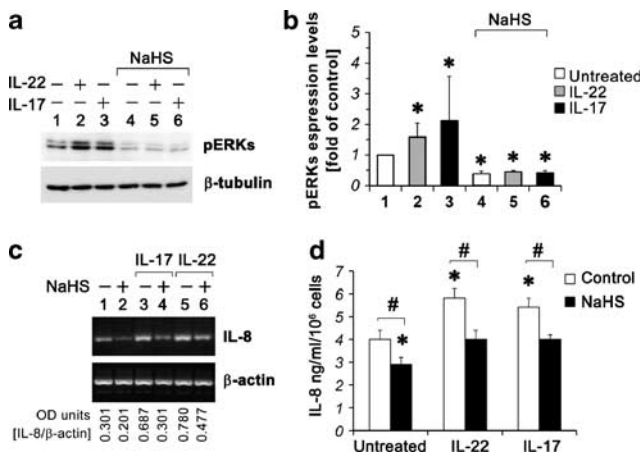 a
NaHS
IL-22 – + – – + –
IL-17 – – + – – +
1 2 3 4 5 6
pERKs
β-tubulin
b
NaHS
pERKs espression levels
[fold of control]
6
5
4
3
2
1
0
* * * * *
Untreated
IL-22
IL-17
1 2 3 4 5 6
c
IL-17 IL-22
NaHS – + – + – +
1 2 3 4 5 6
IL-8
β-actin
OD units
[IL-8/β-actin]
0.301 0.201 0.687 0.301 0.780 0.477
d
IL-8 ng/ml/10⁶ cells
7
6
5
4
3
2
1
0
# # #
* * *
Control
NaHS
Untreated IL-22 IL-17